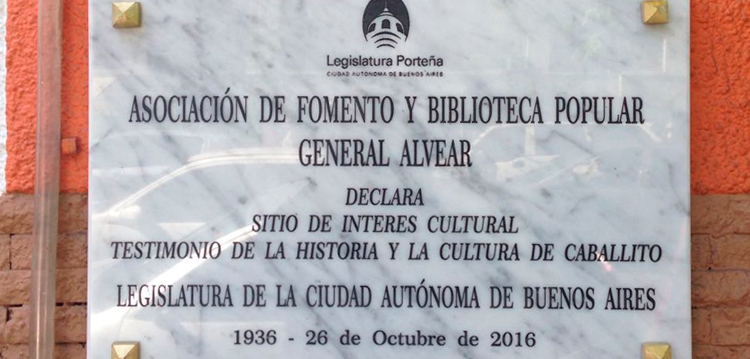 Legislatura Porteña
CIUDAD AUTONOMA DE BUENOS AIRES
ASOCIACIÓN DE FOMENTO Y BIBLIOTECA POPULAR
GENERAL ALVEAR
DECLARA
SITIO DE INTERES CULTURAL
TESTIMONIO DE LA HISTORIA Y LA CULTURA DE CABALLITO
LEGISLATURA DE LA CIUDAD AUTÓNOMA DE BUENOS AIRES
1936 - 26 de Octubre de 2016